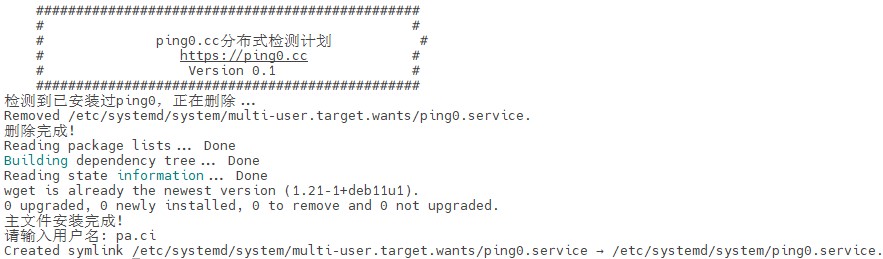 ################################################
# #
# ping0.cc分布式检测计划 #
# https://ping0.cc #
# Version 0.1 #
################################################
检测到已安装过ping0, 正在删除...
Removed /etc/systemd/system/multi-user.target.wants/ping0.service.
删除完成!
Reading package lists... Done
Building dependency tree... Done
Reading state information... Done
wget is already the newest version (1.21-1+deb11u1).
0 upgraded, 0 newly installed, 0 to remove and 0 not upgraded.
主文件安装完成!
请输入用户名: pa.ci
Created symlink /etc/systemd/system/multi-user.target.wants/ping0.service → /etc/systemd/system/ping0.service.